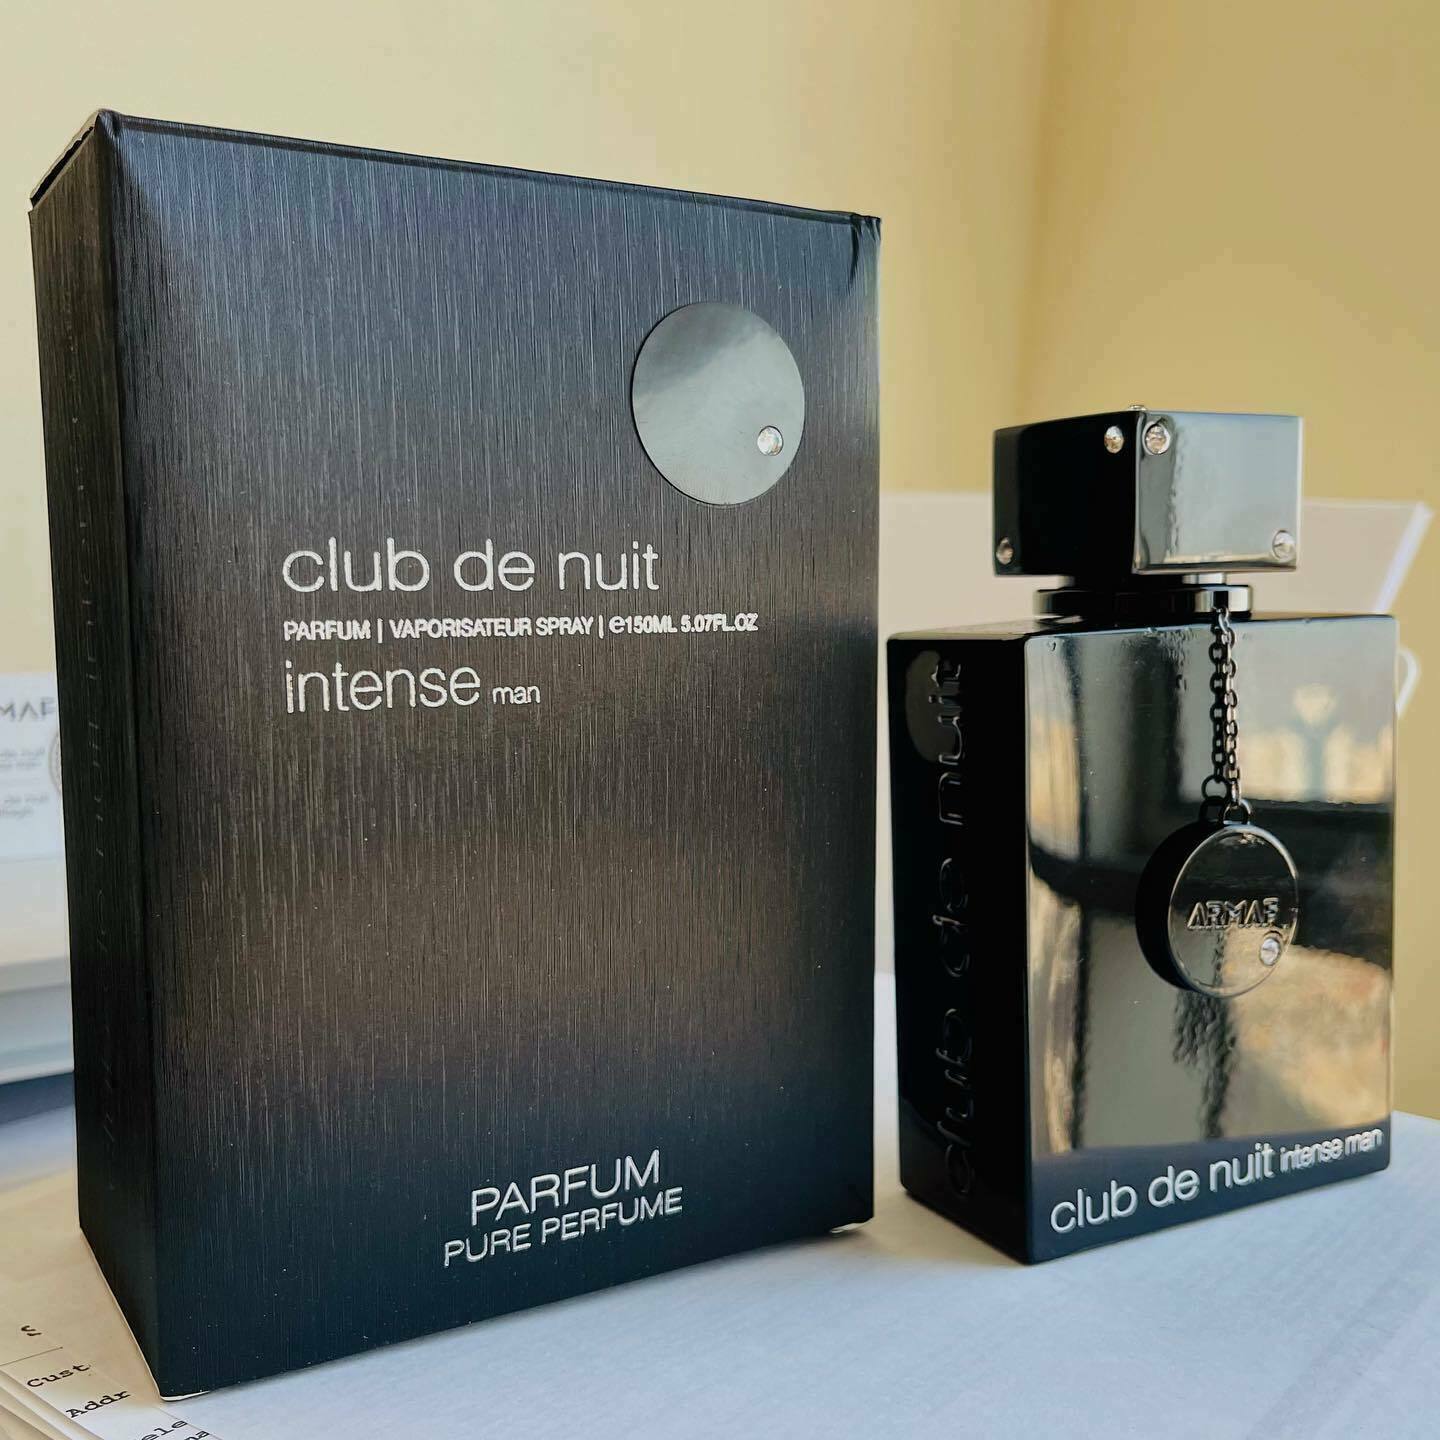 club de nuit
PARFUM | VAPORISATEUR SPRAY | e150ML 5.07FL.OZ
intense man
PARFUM
PURE PERFUME
club de nuit
ARMAF
club de nuit intense man
Cust
Addr